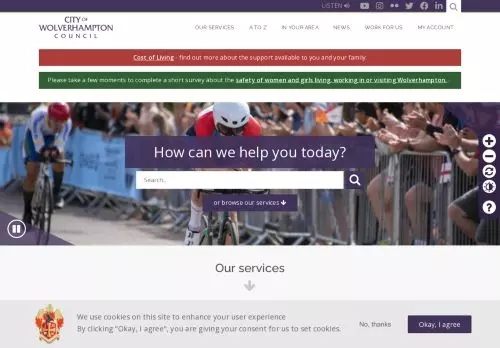 LISTEN
CITY OF
WOLVERHAMPTON
COUNCIL
OUR SERVICES A TO Z IN YOUR AREA NEWS WORK FOR US MY ACCOUNT
Cost of Living - find out more about the support available to you and your family.
Please take a few moments to complete a short survey about the safety of women and girls living, working in or visiting Wolverhampton.
How can we help you today?
Search...
or browse our services
Our services
We use cookies on this site to enhance your user experience
By clicking "Okay, I agree", you are giving your consent for us to set cookies.
No, thanks
Okay, I agree